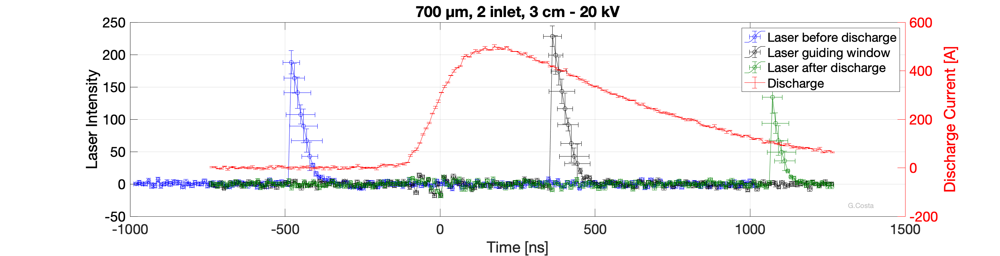 700 µm, 2 inlet, 3 cm - 20 kV
Laser Intensity
250
200
150
100
50
0
-50
Laser before discharge
Laser guiding window
Laser after discharge
Discharge
600
400
200
0
-200
Discharge Current [A]
G.Costa
-1000
-500
0
500
1000
1500
Time [ns]